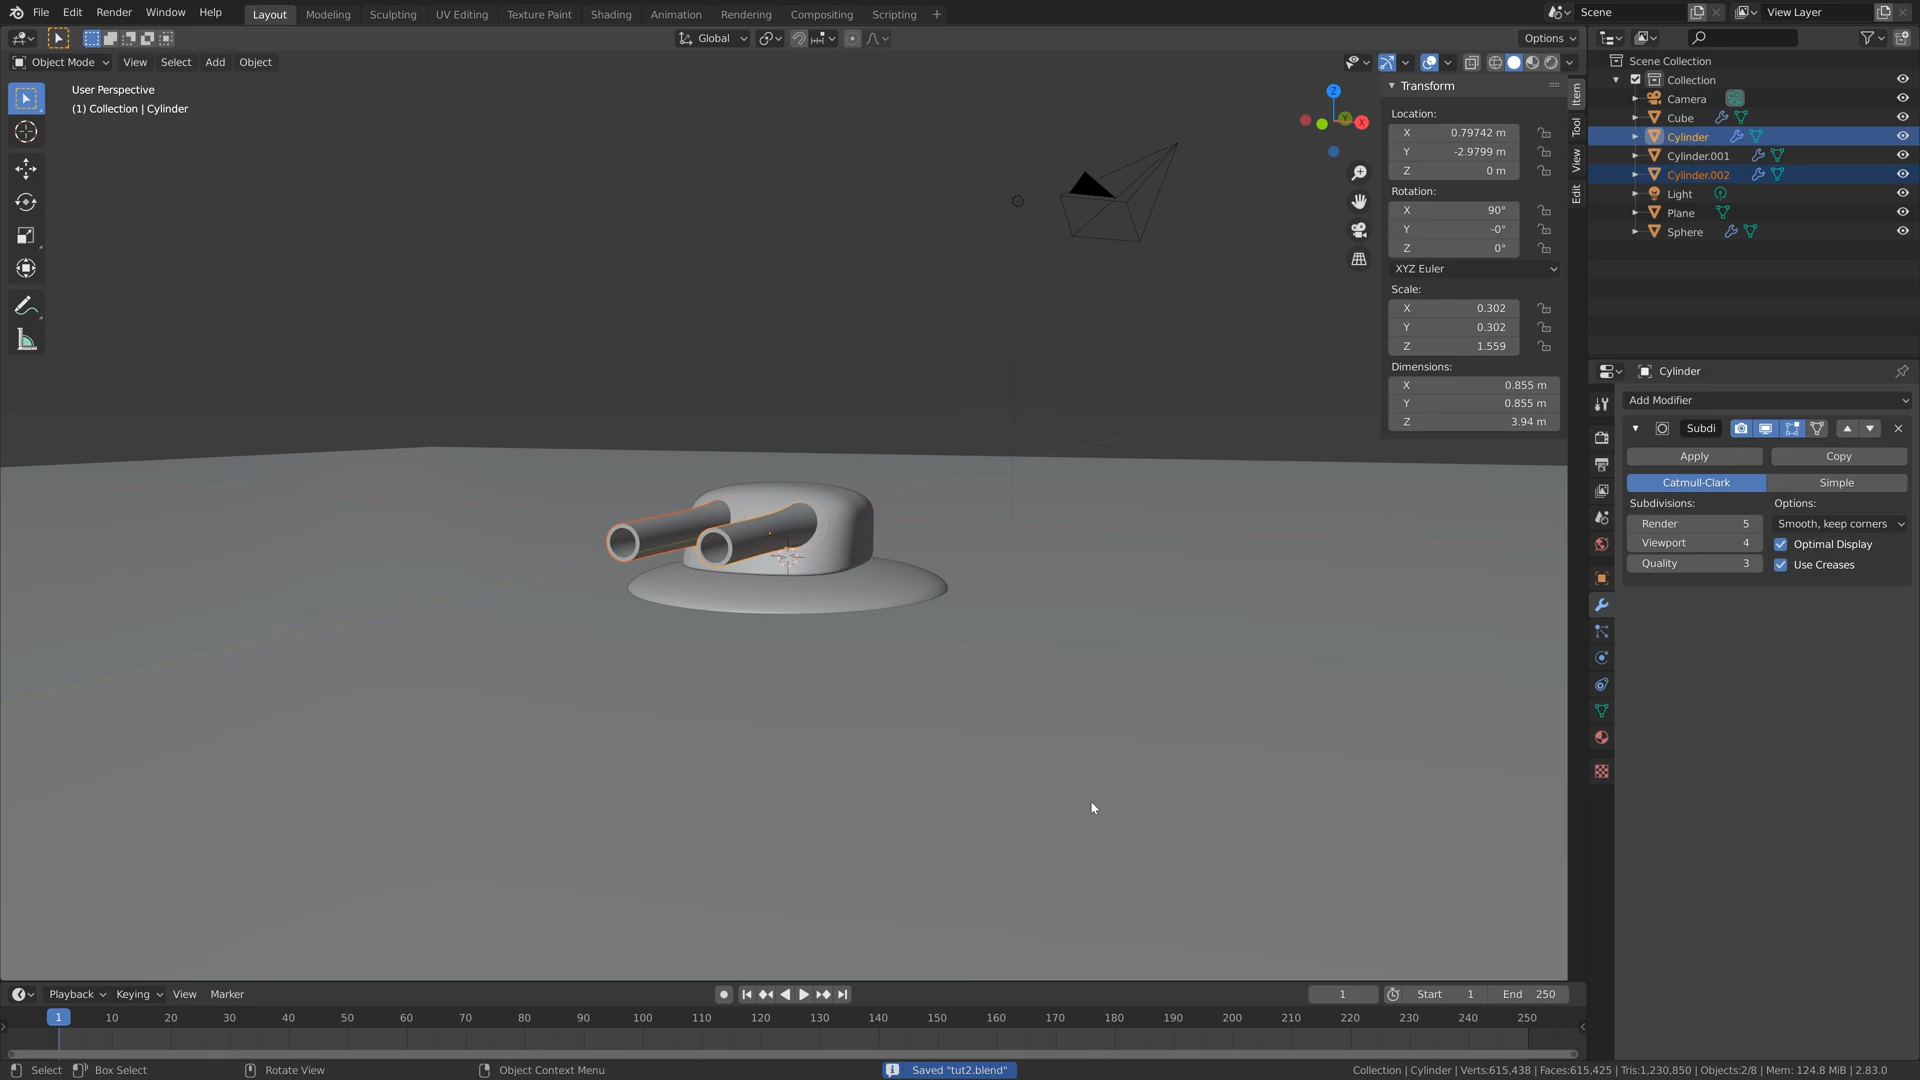 File Edit Render Window Help Layout Modeling Sculpting UV Editing Texture Paint Shading Animation Rendering Compositing Scripting + Scene View Layer
Global Options
Object Mode View Select Add Object
User Perspective
(1) Collection | Cylinder
Z
Y
X
Transform
Location:
X 0.79742 m
Y -2.9799 m
Z 0 m
Rotation:
X 90°
Y -0°
Z 0°
XYZ Euler
Scale:
X 0.302
Y 0.302
Z 1.559
Dimensions:
X 0.855 m
Y 0.855 m
Z 3.94 m
Item
Tool
View
Edit
Scene Collection
Collection
Camera
Cube
Cylinder
Cylinder.001
Cylinder.002
Light
Plane
Sphere
Cylinder
Add Modifier
Subdi
Apply Copy
Catmull-Clark Simple
Subdivisions: Options:
Render 5 Smooth, keep corners
Viewport 4 Optimal Display
Quality 3 Use Creases
Playback Keying View Marker 1 Start 1 End 250
1 10 20 30 40 50 60 70 80 90 100 110 120 130 140 150 160 170 180 190 200 210 220 230 240 250
Select Box Select Rotate View Object Context Menu Saved "tut2.blend" Collection | Cylinder | Verts:615,438 | Faces:615,425 | Tris:1,230,850 | Objects:2/8 | Mem: 124.8 MiB | 2.83.0